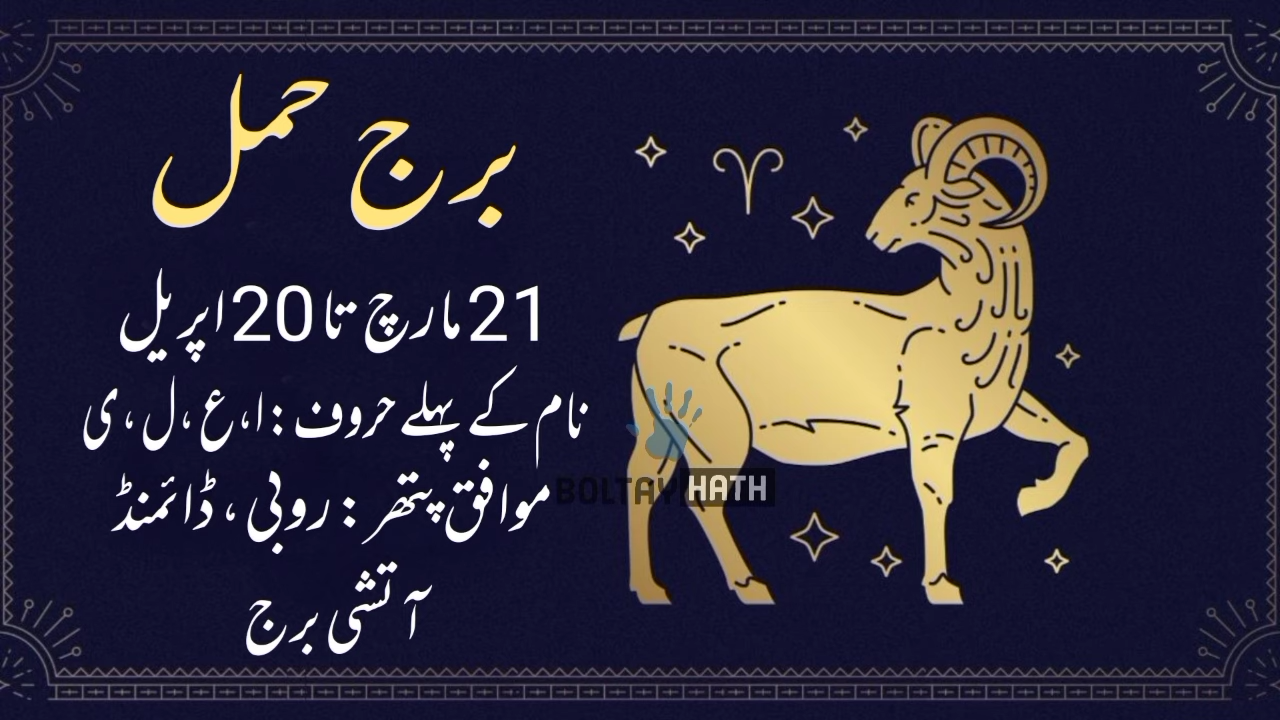 برج حمل
21 مارچ تا 20 اپریل
نام کے پہلے حروف : ا، ع، ل، ی
موافق پتھر : روبی، ڈائمنڈ
آتشی برج
BOLTAY HATH